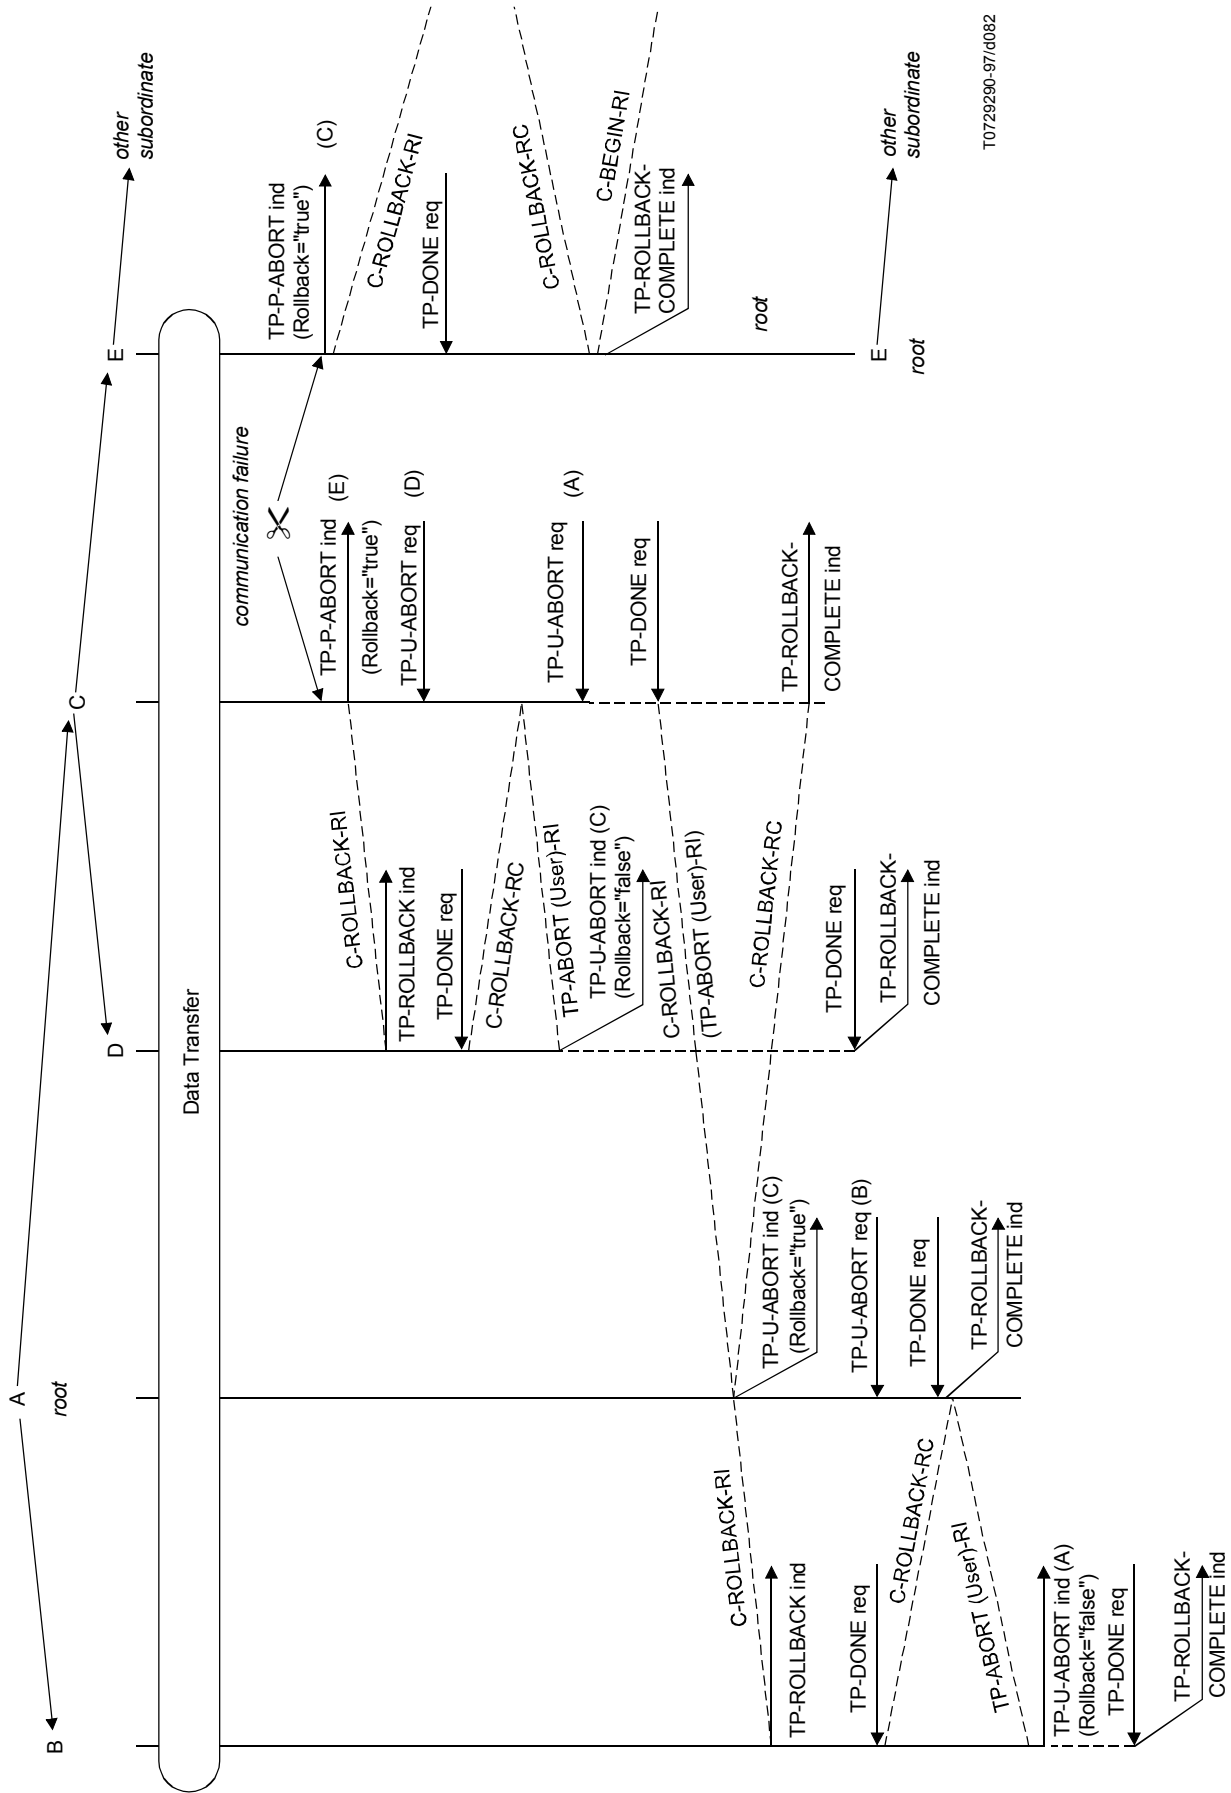 A
root
B
C
D
E
other
subordinate
Data Transfer
communication failure
TP-P-ABORT ind
(Rollback="true")
(C)
C-ROLLBACK-RI
TP-DONE req
C-ROLLBACK-RC
C-BEGIN-RI
TP-ROLLBACK-
COMPLETE ind
root
E
root
other
subordinate
TP-P-ABORT ind
(E)
(Rollback="true")
TP-U-ABORT req
(D)
TP-U-ABORT req
(A)
TP-DONE req
TP-ROLLBACK-
COMPLETE ind
C-ROLLBACK-RI
TP-ROLLBACK ind
TP-DONE req
C-ROLLBACK-RC
TP-ABORT (User)-RI
TP-U-ABORT ind (C)
(Rollback="false")
C-ROLLBACK-RI
(TP-ABORT (User)-RI)
C-ROLLBACK-RC
TP-DONE req
TP-ROLLBACK-
COMPLETE ind
TP-U-ABORT ind (C)
(Rollback="true")
TP-U-ABORT req (B)
TP-DONE req
TP-ROLLBACK-
COMPLETE ind
C-ROLLBACK-RI
TP-ROLLBACK ind
TP-DONE req
C-ROLLBACK-RC
TP-ABORT (User)-RI
TP-U-ABORT ind (A)
(Rollback="false")
TP-DONE req
TP-ROLLBACK-
COMPLETE ind
T0729290-97/d082